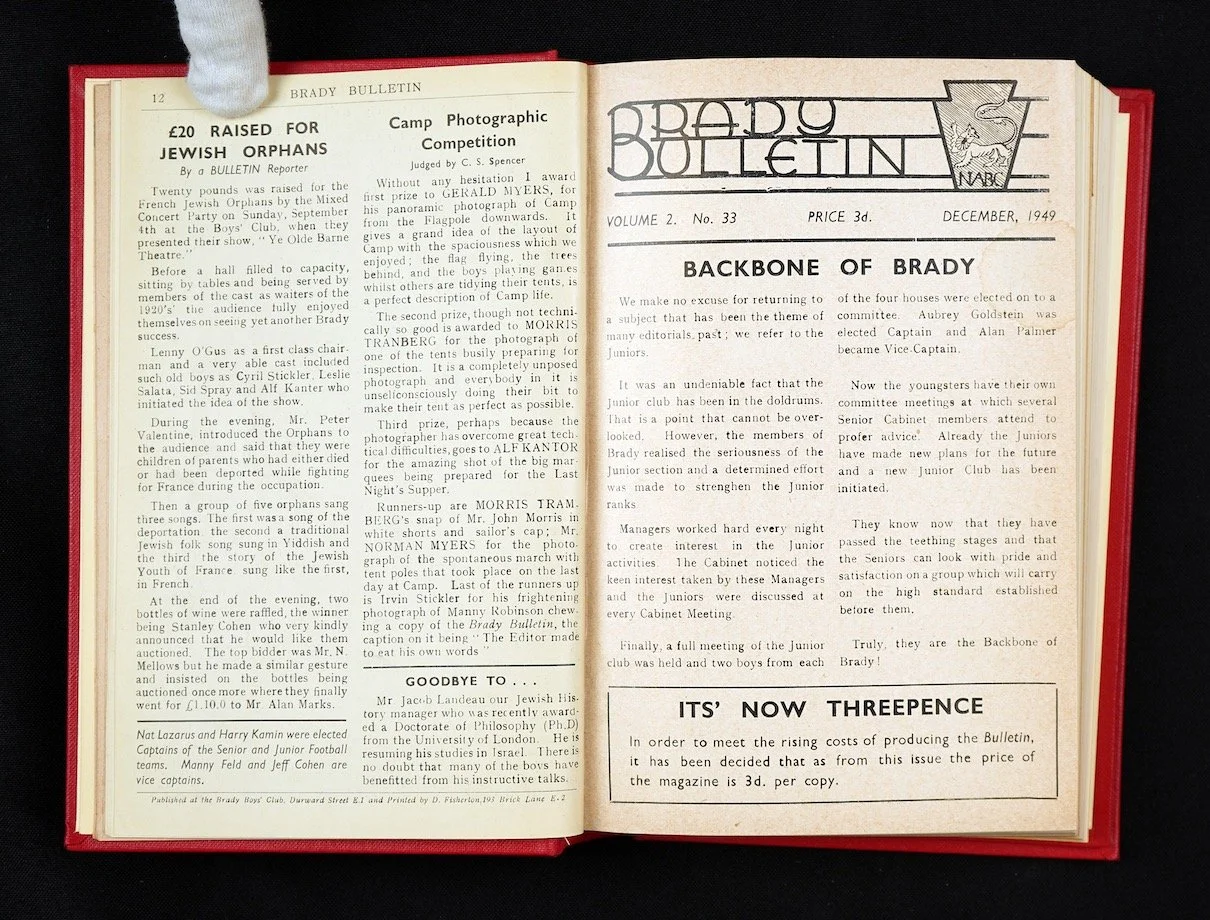 12
BRADY BULLETIN
£20 RAISED FOR
JEWISH ORPHANS
By a BULLETIN Reporter
Twenty pounds was raised for the
French Jewish Orphans by the Mixed
Concert Party on Sunday, September
4th at the Boys' Club, when they
presented their show, "Ye Olde Barne
Theatre."
Before a hall filled to capacity,
sitting by tables and being served by
members of the cast as waiters of the
1920's' the audience fully enjoyed
themselves on seeing yet another Brady
success.
Lenny O'Gus as a first class chair-
man and a very able cast included
such old boys as Cyril Stickler, Leslie
Salata, Sid Spray and Alf Kanter who
initiated the idea of the show.
During the evening, Mr. Peter
Valentine, introduced the Orphans to
the audience and said that they were
children of parents who had either died
or had been deported while fighting
for France during the occupation.
Then a group of five orphans sang
three songs. The first was a song of the
deportation, the second a traditional
Jewish folk song sung in Yiddish and
the third the story of the Jewish
Youth of France sung like the first,
in French.
At the end of the evening, two
bottles of wine were raffled, the winner
being Stanley Cohen who very kindly
announced that he would like them
auctioned. The top bidder was Mr. N.
Mellows but he made a similar gesture
and insisted on the bottles being
auctioned once more where they finally
went for £1.10.0 to Mr. Alan Marks.
Nat Lazarus and Harry Kamin were elected
Captains of the Senior and Junior Football
teams. Manny Feld and Jeff Cohen are
vice captains.
Camp Photographic
Competition
Judged by C. S. Spencer
Without any hesitation I award
first prize to GERALD MYERS, for
his panoramic photograph of Camp
from the Flagpole downwards. It
gives a grand idea of the layout of
Camp with the spaciousness which we
enjoyed; the flag flying, the trees
behind, and the boys playing games
whilst others are tidying their tents, is
a perfect description of Camp life.
The second prize, though not techni-
cally so good is awarded to MORRIS
TRANBERG for the photograph of
one of the tents busily preparing for
inspection. It is a completely unposed
photograph and everybody in it is
unselfconsciously doing their bit to
make their tent as perfect as possible.
Third prize, perhaps because the
photographer has overcome great tech-
tical difficulties, goes to ALF KANTOR
for the amazing shot of the big mar-
quees being prepared for the Last
Night's Supper.
Runners-up are MORRIS TRAM-
BERG's snap of Mr. John Morris in
white shorts and sailor's cap; Mr.
NORMAN MYERS for the photo-
graph of the spontaneous march with
tent poles that took place on the last
day at Camp. Last of the runners up
is Irvin Stickler for his frightening
photograph of Manny Robinson chew-
ing a copy of the Brady Bulletin, the
caption on it being "The Editor made
to eat his own words"
GOODBYE TO . . .
Mr Jacob Landeau our Jewish His-
tory manager who was recently award-
ed a Doctorate of Philosophy (Ph.D)
from the University of London. He is
resuming his studies in Israel. There is
no doubt that many of the boys have
benefitted from his instructive talks.
Published at the Brady Boys' Club, Durward Street E.1 and Printed by D. Fisherton, 193 Brick Lane E.2
BRADY
BULLETIN
NABC
VOLUME 2. No. 33 PRICE 3d. DECEMBER, 1949
BACKBONE OF BRADY
We make no excuse for returning to
a subject that has been the theme of
many editorials, past; we refer to the
Juniors.
It was an undeniable fact that the
Junior club has been in the doldrums.
That is a point that cannot be over-
looked. However, the members of
Brady realised the seriousness of the
Junior section and a determined effort
was made to strenghen the Junior
ranks
Managers worked hard every night
to create interest in the Junior
activities. The Cabinet noticed the
keen interest taken by these Managers
and the Juniors were discussed at
every Cabinet Meeting.
Finally, a full meeting of the Junior
club was held and two boys from each
of the four houses were elected on to a
committee. Aubrey Goldstein was
elected Captain and Alan Palmer
became Vice-Captain.
Now the youngsters have their own
committee meetings at which several
Senior Cabinet members attend to
profer advice. Already the Juniors
have made new plans for the future
and a new Junior Club has been
initiated.
They know now that they have
passed the teething stages and that
the Seniors can look with pride and
satisfaction on a group which will carry
on the high standard established
before them.
Truly, they are the Backbone of
Brady!
ITS' NOW THREEPENCE
In order to meet the rising costs of producing the Bulletin,
it has been decided that as from this issue the price of
the magazine is 3d. per copy.